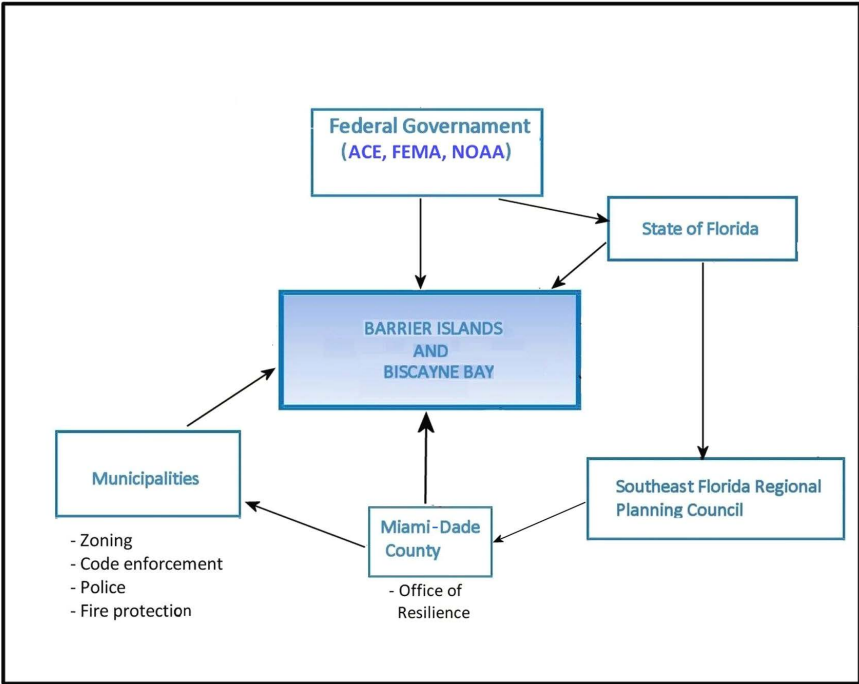 Federal Governament
(ACE, FEMA, NOAA)
State of Florida
BARRIER ISLANDS
AND
BISCAYNE BAY
Municipalities
- Zoning
- Code enforcement
- Police
- Fire protection
Miami-Dade
County
- Office of
Resilience
Southeast Florida Regional
Planning Council